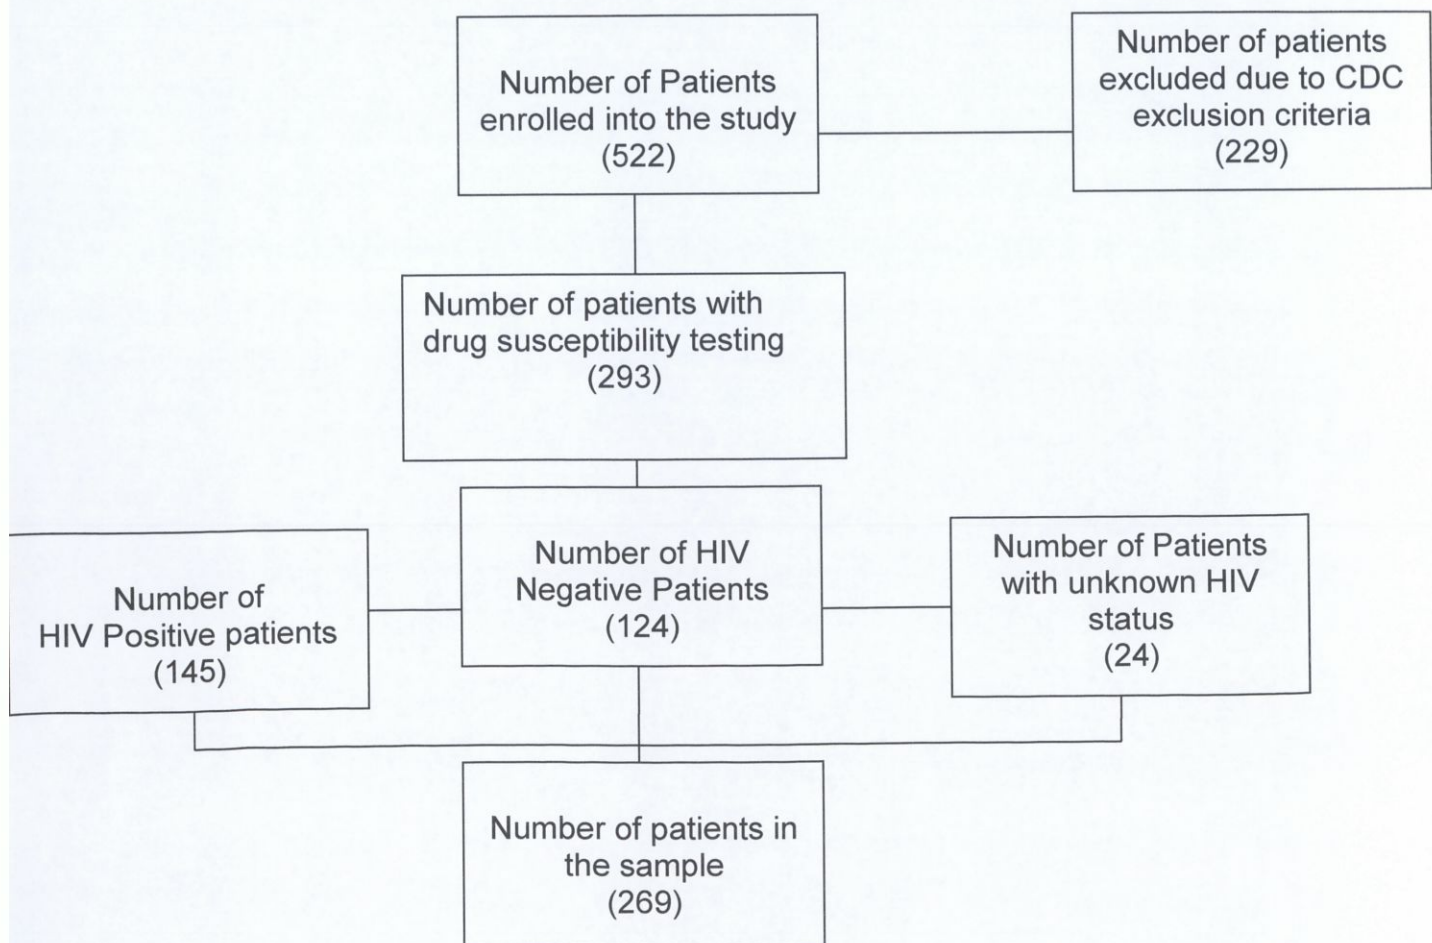 Number of Patients
enrolled into the study
(522)
Number of patients
excluded due to CDC
exclusion criteria
(229)
Number of patients with
drug susceptibility testing
(293)
Number of
HIV Positive patients
(145)
Number of HIV
Negative Patients
(124)
Number of Patients
with unknown HIV
status
(24)
Number of patients in
the sample
(269)